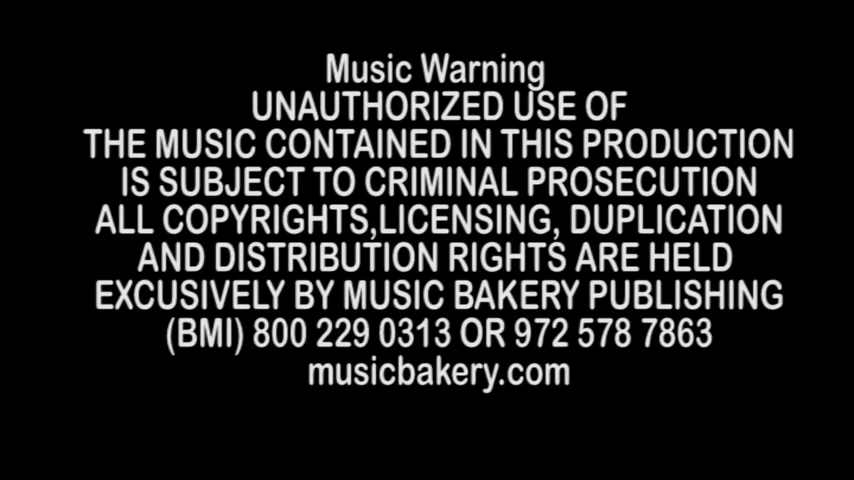 Music Warning
UNAUTHORIZED USE OF
THE MUSIC CONTAINED IN THIS PRODUCTION
IS SUBJECT TO CRIMINAL PROSECUTION
ALL COPYRIGHTS,LICENSING, DUPLICATION
AND DISTRIBUTION RIGHTS ARE HELD
EXCUSIVELY BY MUSIC BAKERY PUBLISHING
(BMI) 800 229 0313 OR 972 578 7863
musicbakery.com